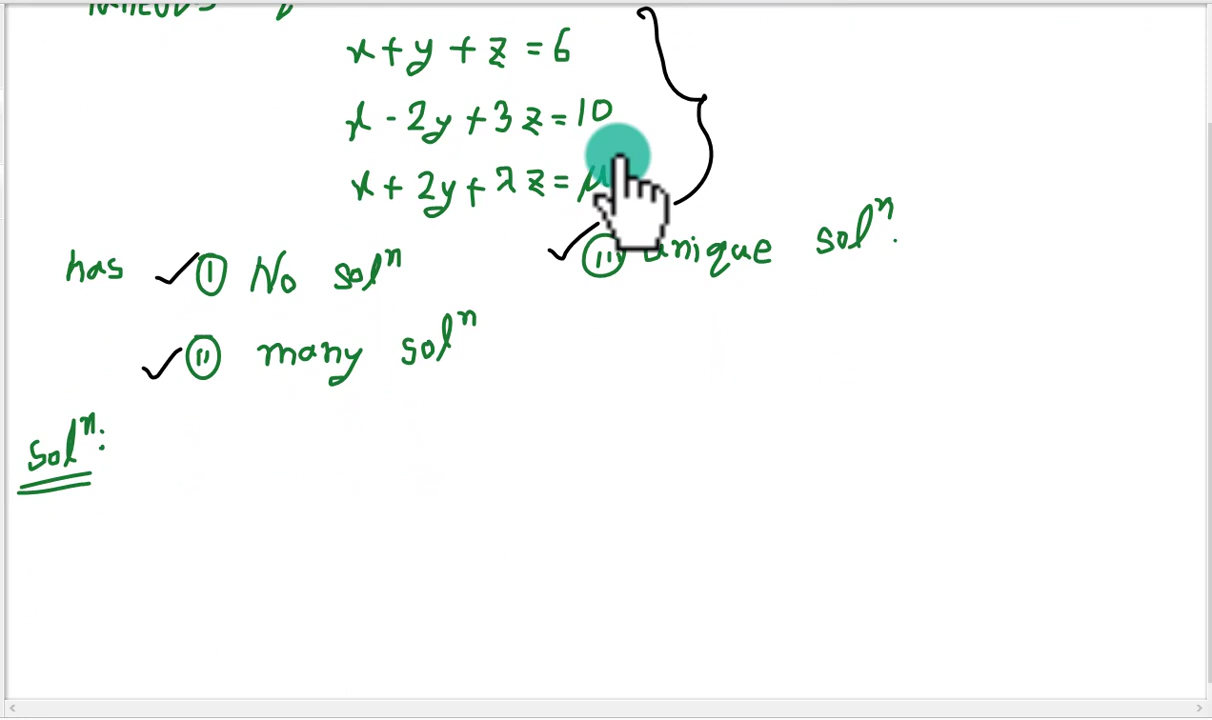 x + y + z = 6
x - 2y + 3z = 10
x + 2y + λz = μ
has ✓ (i) No solⁿ ✓ (iii) unique solⁿ.
✓ (ii) many solⁿ
solⁿ: